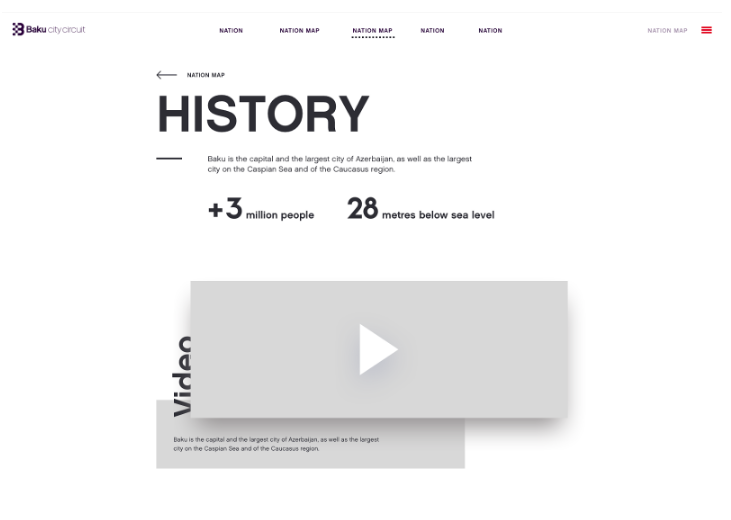 Baku city circuit
NATION
NATION MAP
NATION MAP
NATION
NATION
NATION MAP
NATION MAP
HISTORY
Baku is the capital and the largest city of Azerbaijan, as well as the largest
city on the Caspian Sea and of the Caucasus region.
+3 million people
28 metres below sea level
Video
Baku is the capital and the largest city of Azerbaijan, as well as the largest
city on the Caspian Sea and of the Caucasus region.